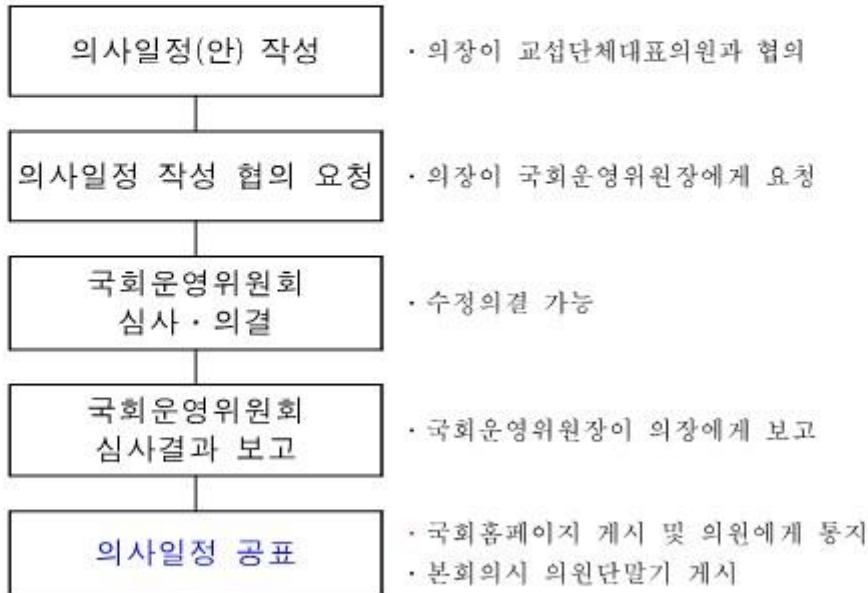 의사일정(안) 작성
· 의장이 교섭단체대표의원과 협의
의사일정 작성 협의 요청
· 의장이 국회운영위원장에게 요청
국회운영위원회
심사 · 의결
· 수정의결 가능
국회운영위원회
심사결과 보고
· 국회운영위원장이 의장에게 보고
의사일정 공표
· 국회홈페이지 게시 및 의원에게 통지
· 본회의시 의원단말기 게시